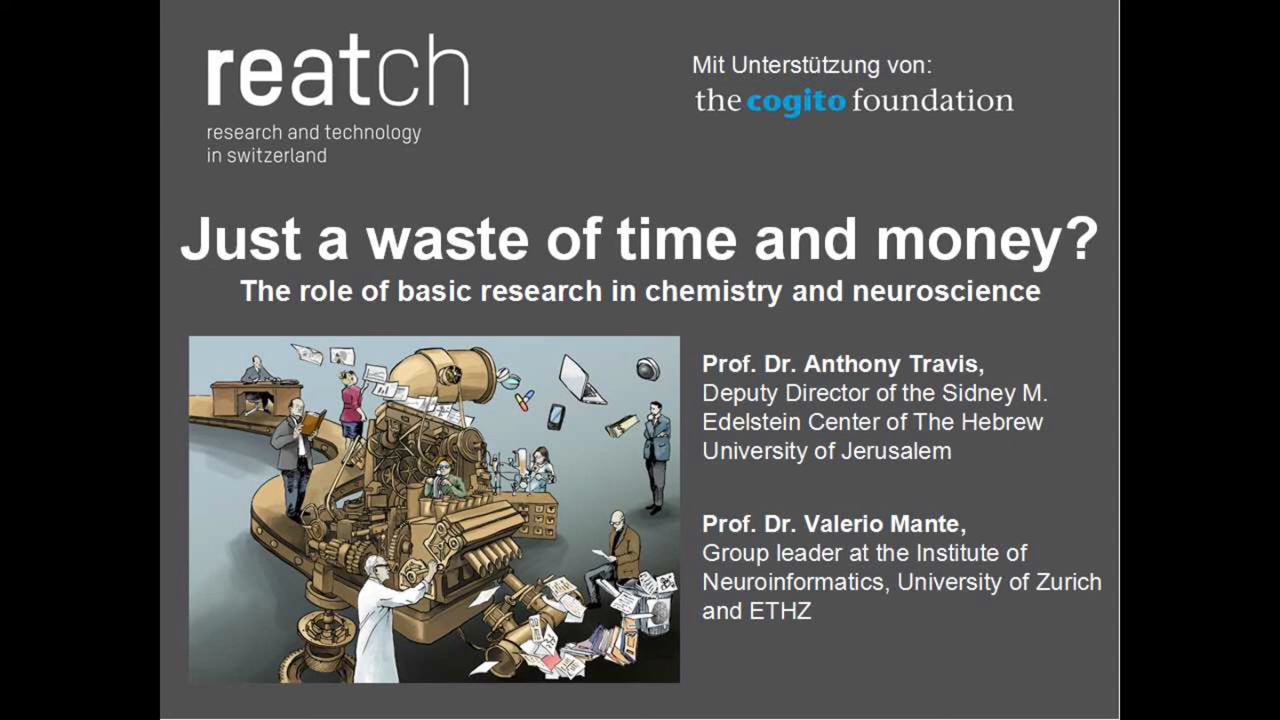 reatch
research and technology
in switzerland
Mit Unterstützung von:
the cogito foundation
Just a waste of time and money?
The role of basic research in chemistry and neuroscience
Prof. Dr. Anthony Travis,
Deputy Director of the Sidney M.
Edelstein Center of The Hebrew
University of Jerusalem
Prof. Dr. Valerio Mante,
Group leader at the Institute of
Neuroinformatics, University of Zurich
and ETHZ